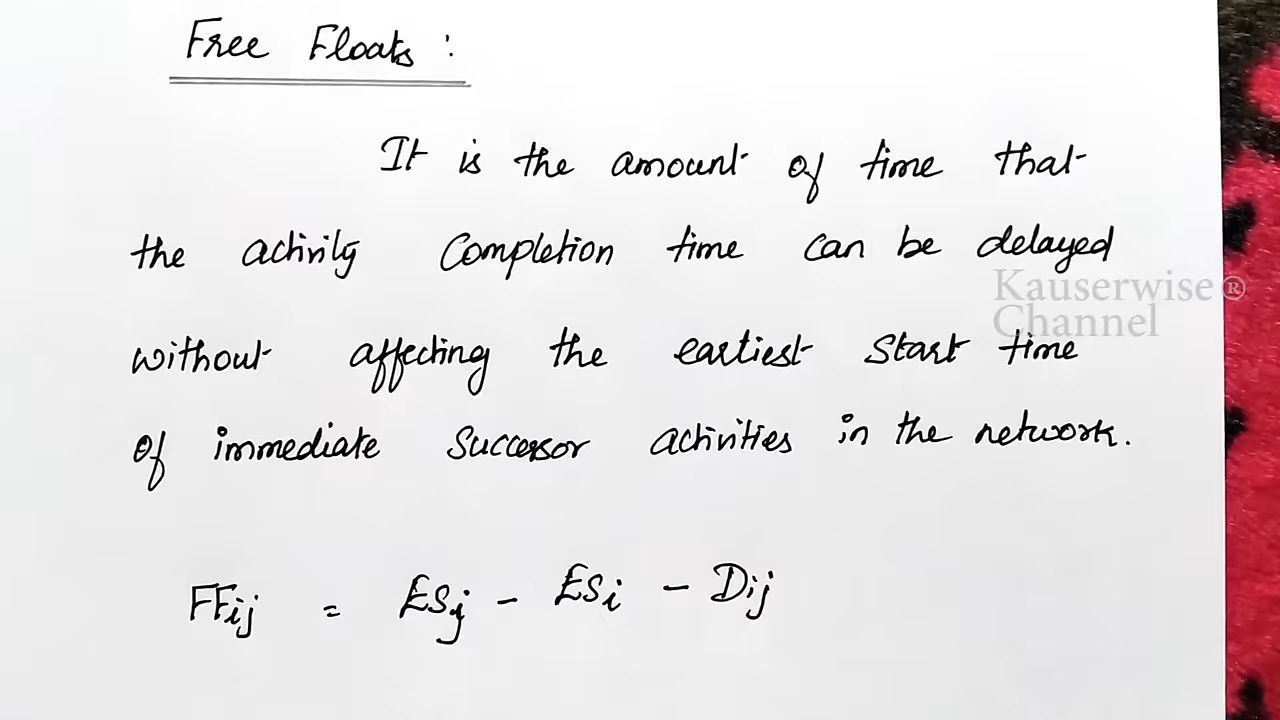 Free Floats :
It is the amount of time that
the activity Completion time can be delayed
Kauserwise®
Channel
without affecting the earliest start time
of immediate Successor activities in the network.
FFij = ESj - ESi - Dij